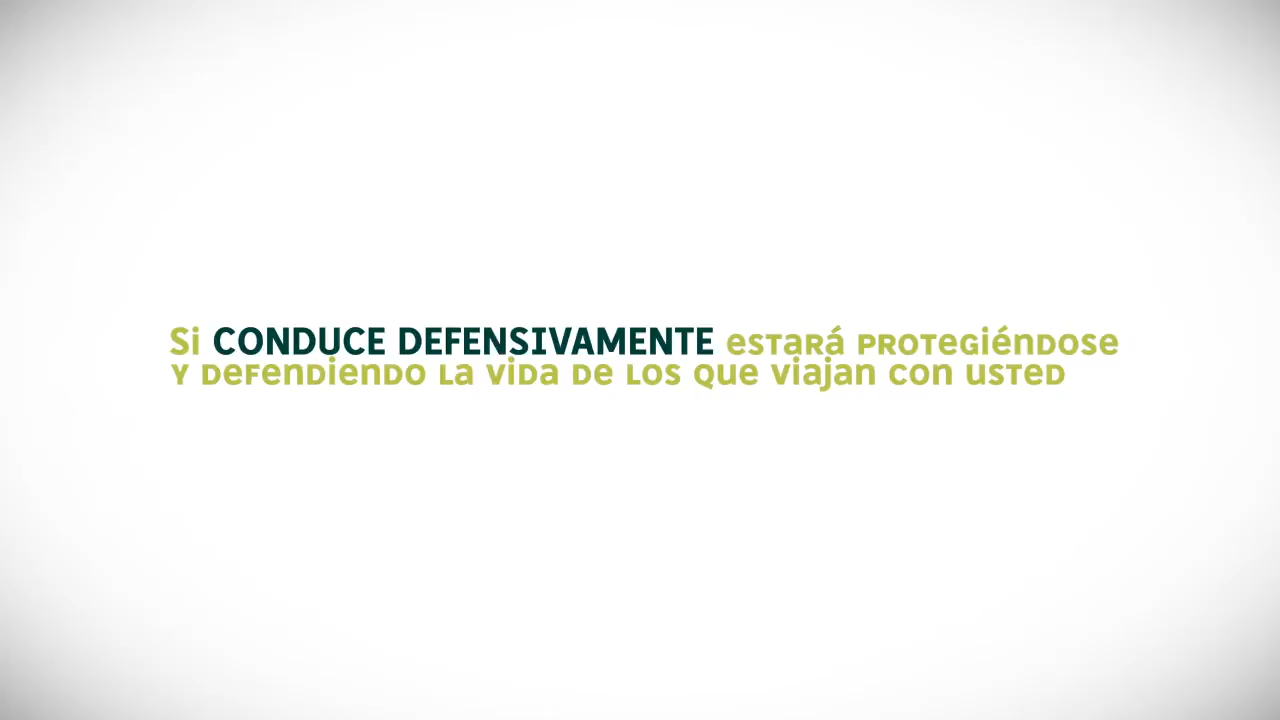 Si CONDUCE DEFENSIVAMENTE estará protegiéndose
y defendiendo la vida de los que viajan con usted